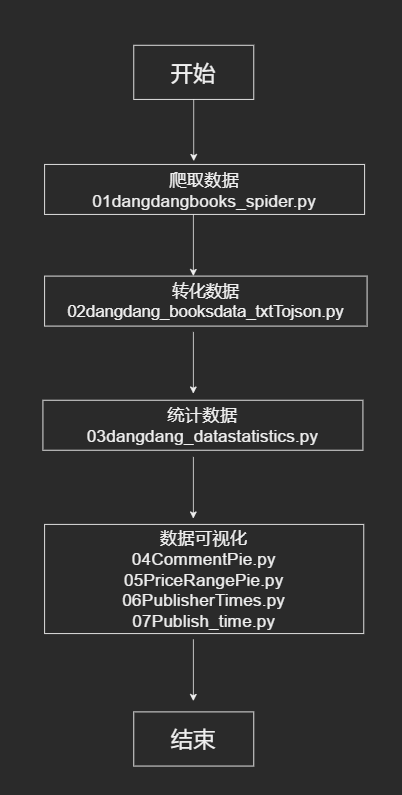 开始
爬取数据
01dangdangbooks_spider.py
转化数据
02dangdang_booksdata_txtTojson.py
统计数据
03dangdang_datastatistics.py
数据可视化
04CommentPie.py
05PriceRangePie.py
06PublisherTimes.py
07Publish_time.py
结束